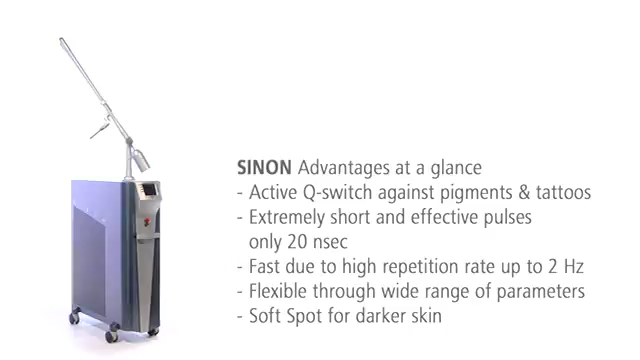 SINON Advantages at a glance
- Active Q-switch against pigments & tattoos
- Extremely short and effective pulses
only 20 nsec
- Fast due to high repetition rate up to 2 Hz
- Flexible through wide range of parameters
- Soft Spot for darker skin